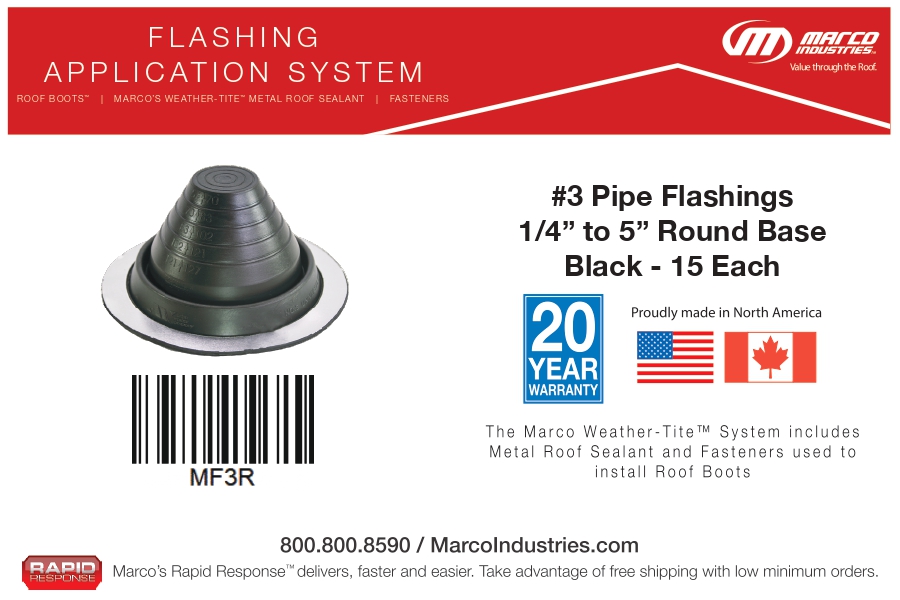 FLASHING
APPLICATION SYSTEM
ROOF BOOTS™ | MARCO'S WEATHER-TITE™ METAL ROOF SEALANT | FASTENERS
MARCO
INDUSTRIES™
Value through the Roof.
#3 Pipe Flashings
1/4” to 5” Round Base
Black - 15 Each
20
YEAR
WARRANTY
Proudly made in North America
The Marco Weather-Tite™ System includes
Metal Roof Sealant and Fasteners used to
install Roof Boots
MF3R
800.800.8590 / MarcoIndustries.com
RAPID
RESPONSE
Marco's Rapid Response™ delivers, faster and easier. Take advantage of free shipping with low minimum orders.